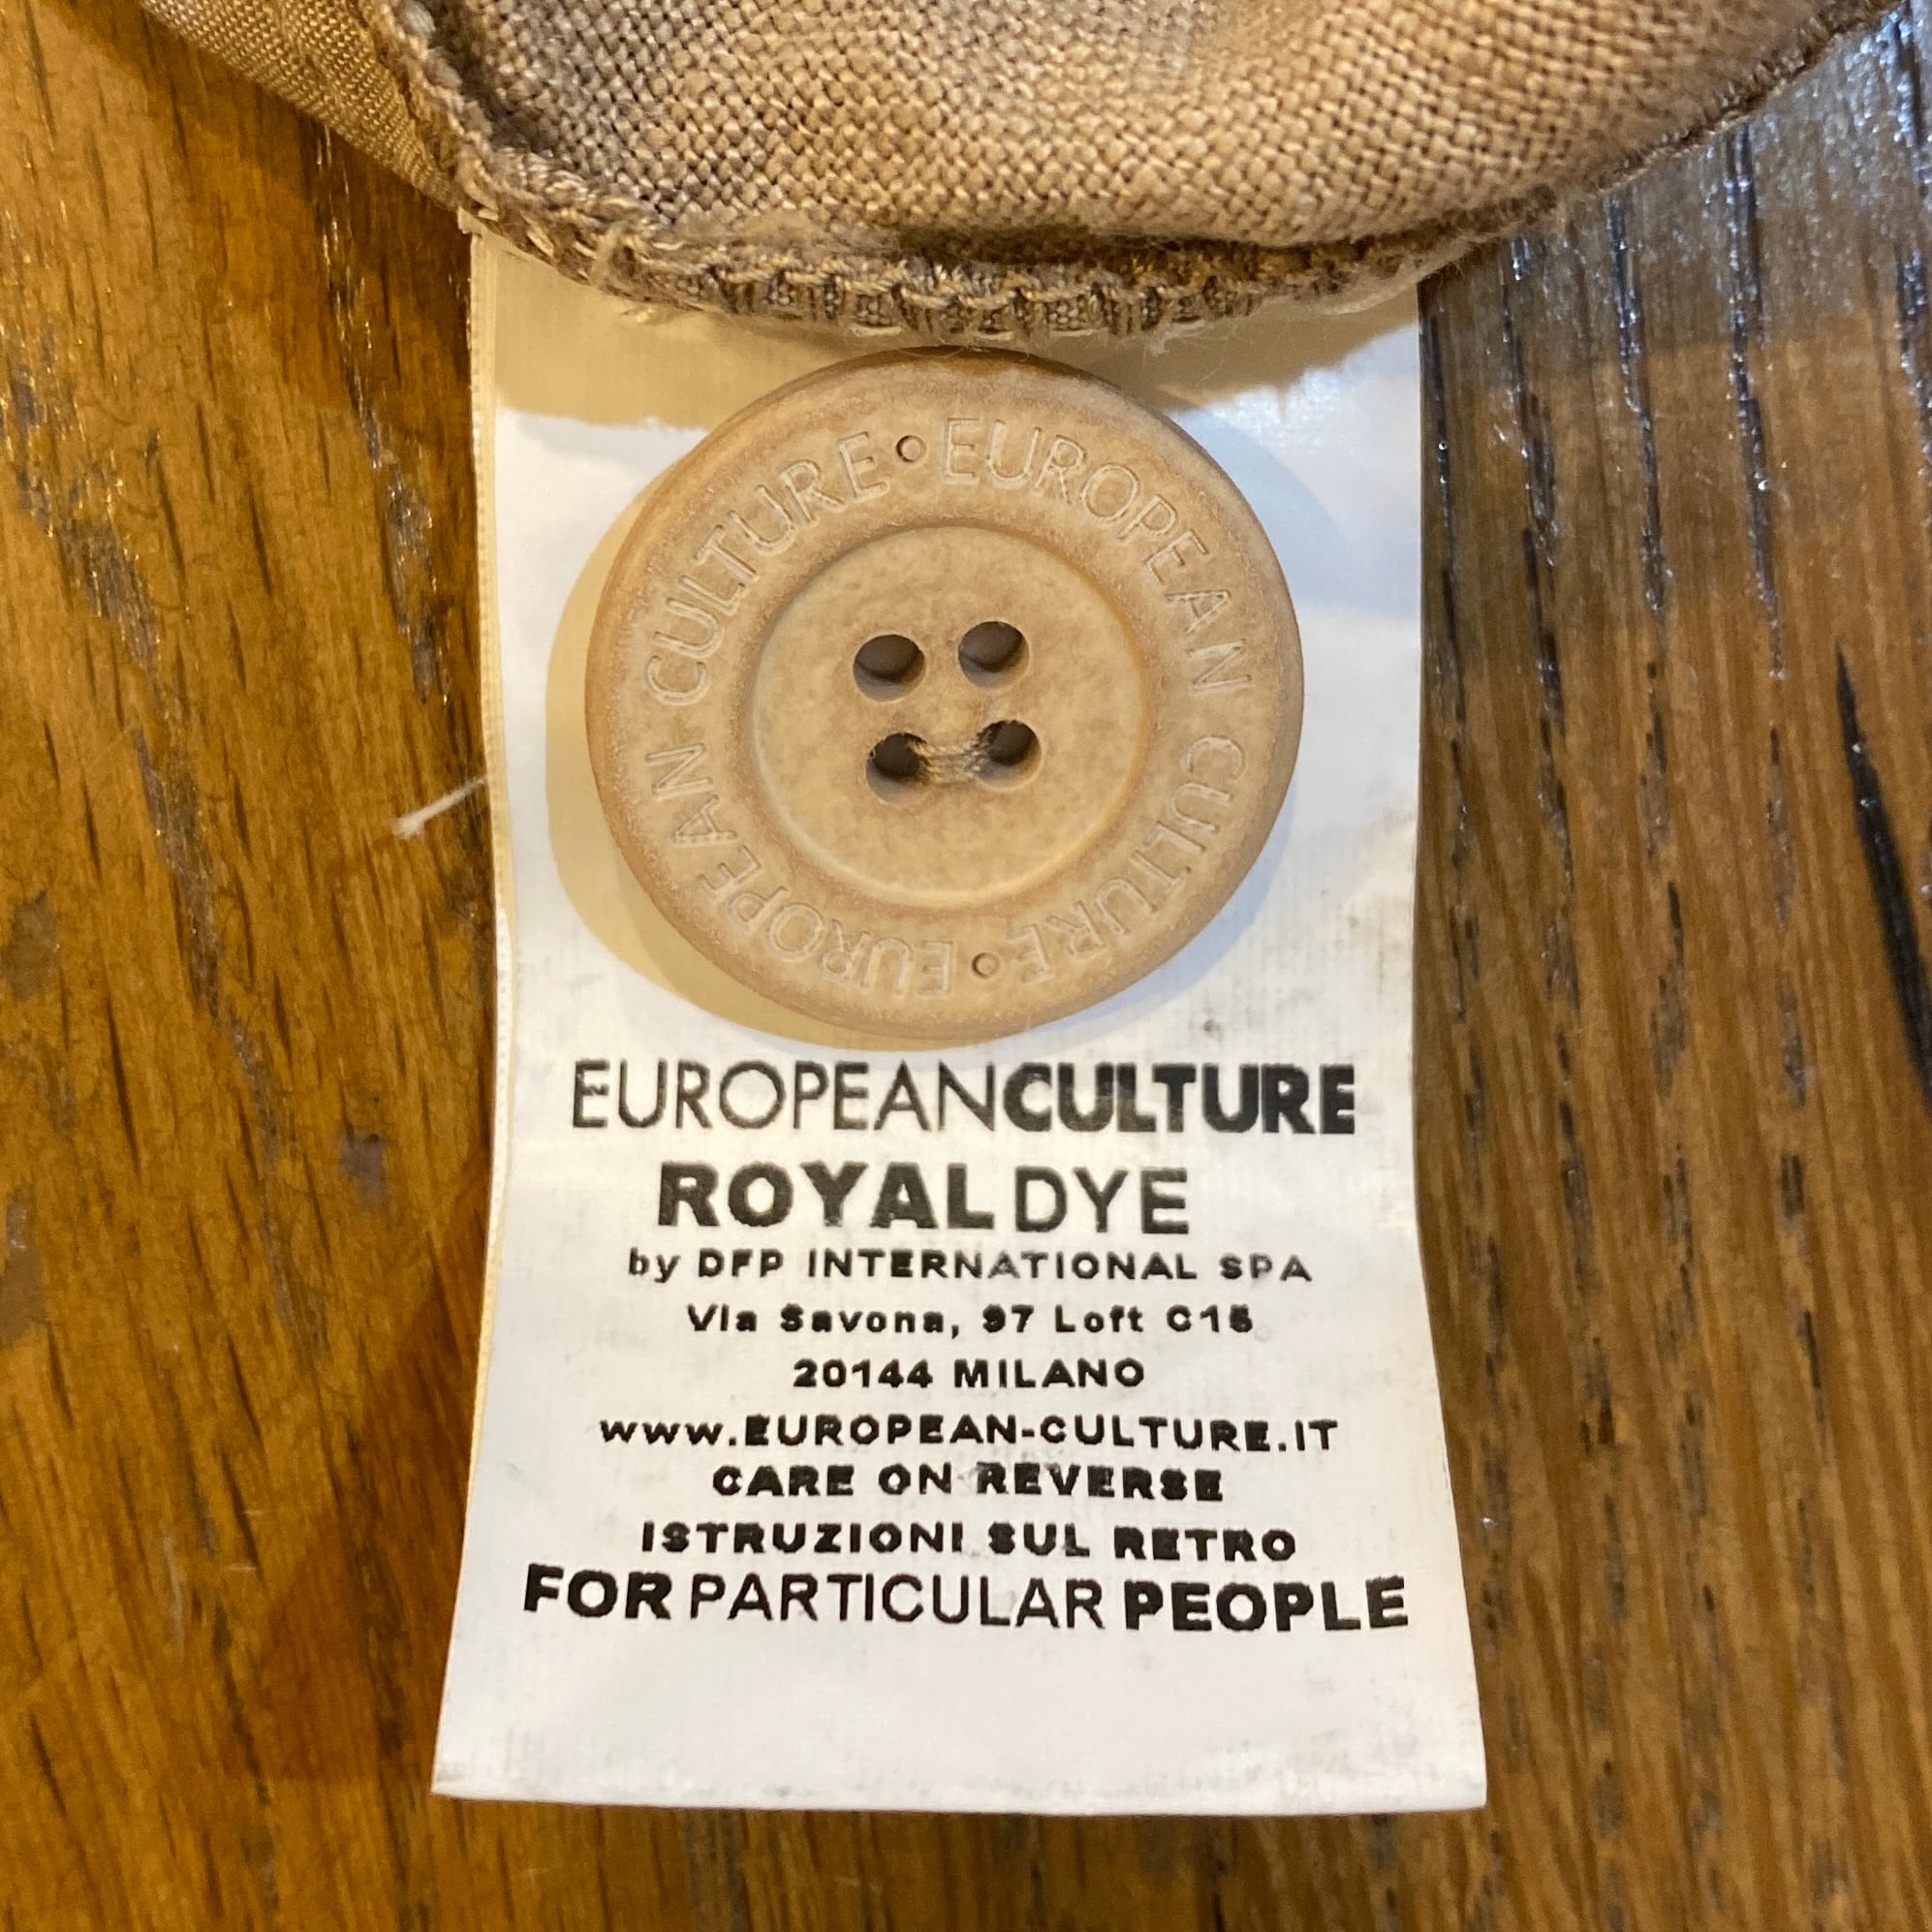 EUROPEAN CULTURE • EUROPEAN CULTURE •
EUROPEANCULTURE
ROYALDYE
by DFP INTERNATIONAL SPA
Via Savona, 97 Loft C15
20144 MILANO
www.EUROPEAN-CULTURE.IT
CARE ON REVERSE
ISTRUZIONI SUL RETRO
FOR PARTICULAR PEOPLE